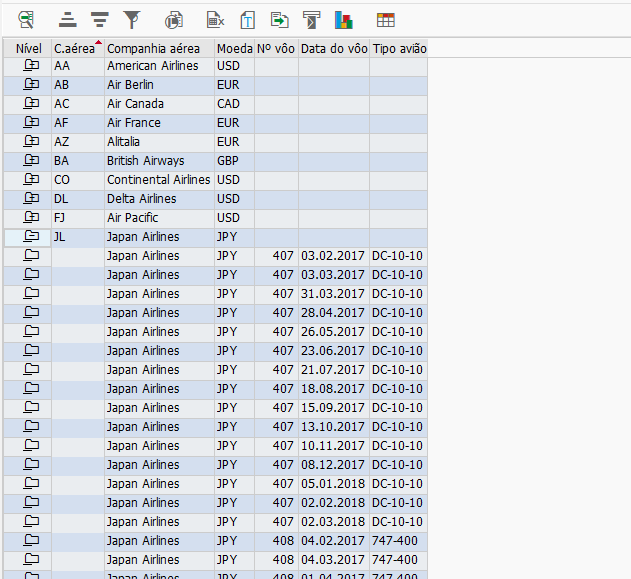 Nível C.aérea Companhia aérea Moeda Nº vôo Data do vôo Tipo avião
AA American Airlines USD
AB Air Berlin EUR
AC Air Canada CAD
AF Air France EUR
AZ Alitalia EUR
BA British Airways GBP
CO Continental Airlines USD
DL Delta Airlines USD
FJ Air Pacific USD
JL Japan Airlines JPY
Japan Airlines JPY 407 03.02.2017 DC-10-10
Japan Airlines JPY 407 03.03.2017 DC-10-10
Japan Airlines JPY 407 31.03.2017 DC-10-10
Japan Airlines JPY 407 28.04.2017 DC-10-10
Japan Airlines JPY 407 26.05.2017 DC-10-10
Japan Airlines JPY 407 23.06.2017 DC-10-10
Japan Airlines JPY 407 21.07.2017 DC-10-10
Japan Airlines JPY 407 18.08.2017 DC-10-10
Japan Airlines JPY 407 15.09.2017 DC-10-10
Japan Airlines JPY 407 13.10.2017 DC-10-10
Japan Airlines JPY 407 10.11.2017 DC-10-10
Japan Airlines JPY 407 08.12.2017 DC-10-10
Japan Airlines JPY 407 05.01.2018 DC-10-10
Japan Airlines JPY 407 02.02.2018 DC-10-10
Japan Airlines JPY 407 02.03.2018 DC-10-10
Japan Airlines JPY 408 04.02.2017 747-400
Japan Airlines JPY 408 04.03.2017 747-400
Japan Airlines JPY 408 01.04.2017 747-400